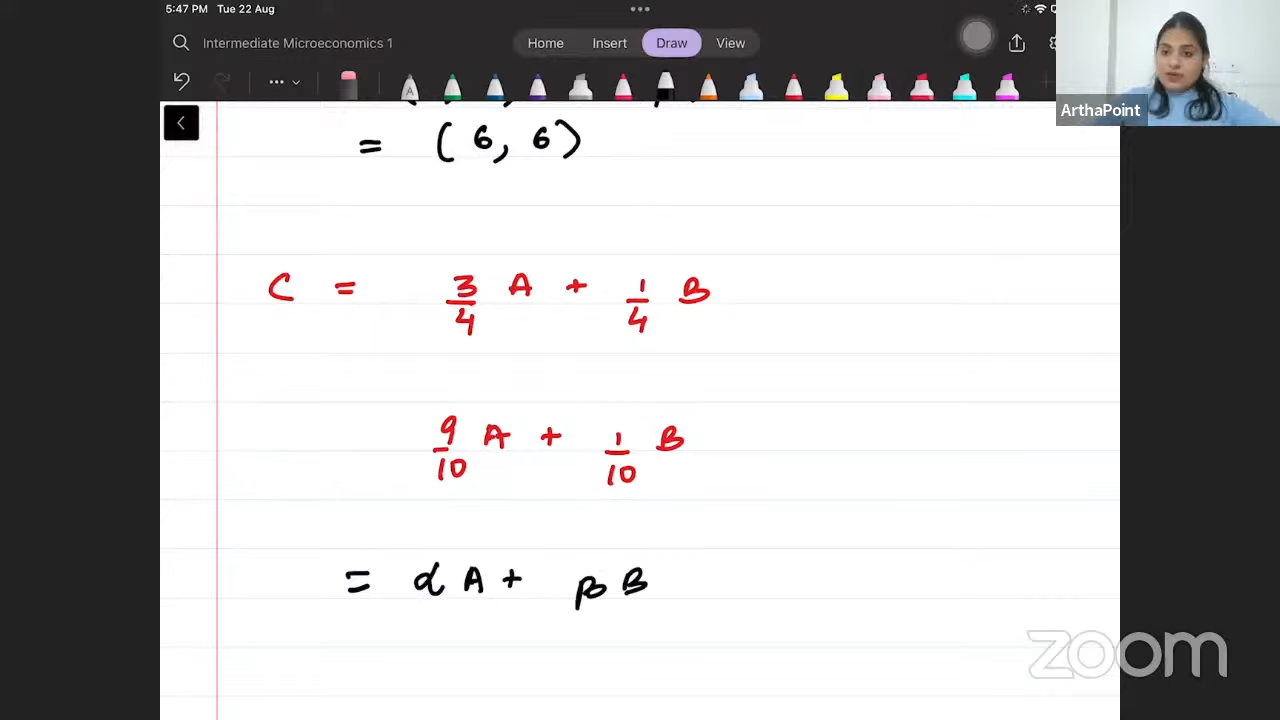 5:47 PM Tue 22 Aug
Intermediate Microeconomics 1
Home Insert Draw View
A
ArthaPoint
= (6, 6)
C = 3/4 A + 1/4 B
9/10 A + 1/10 B
= α A + β B
zoom